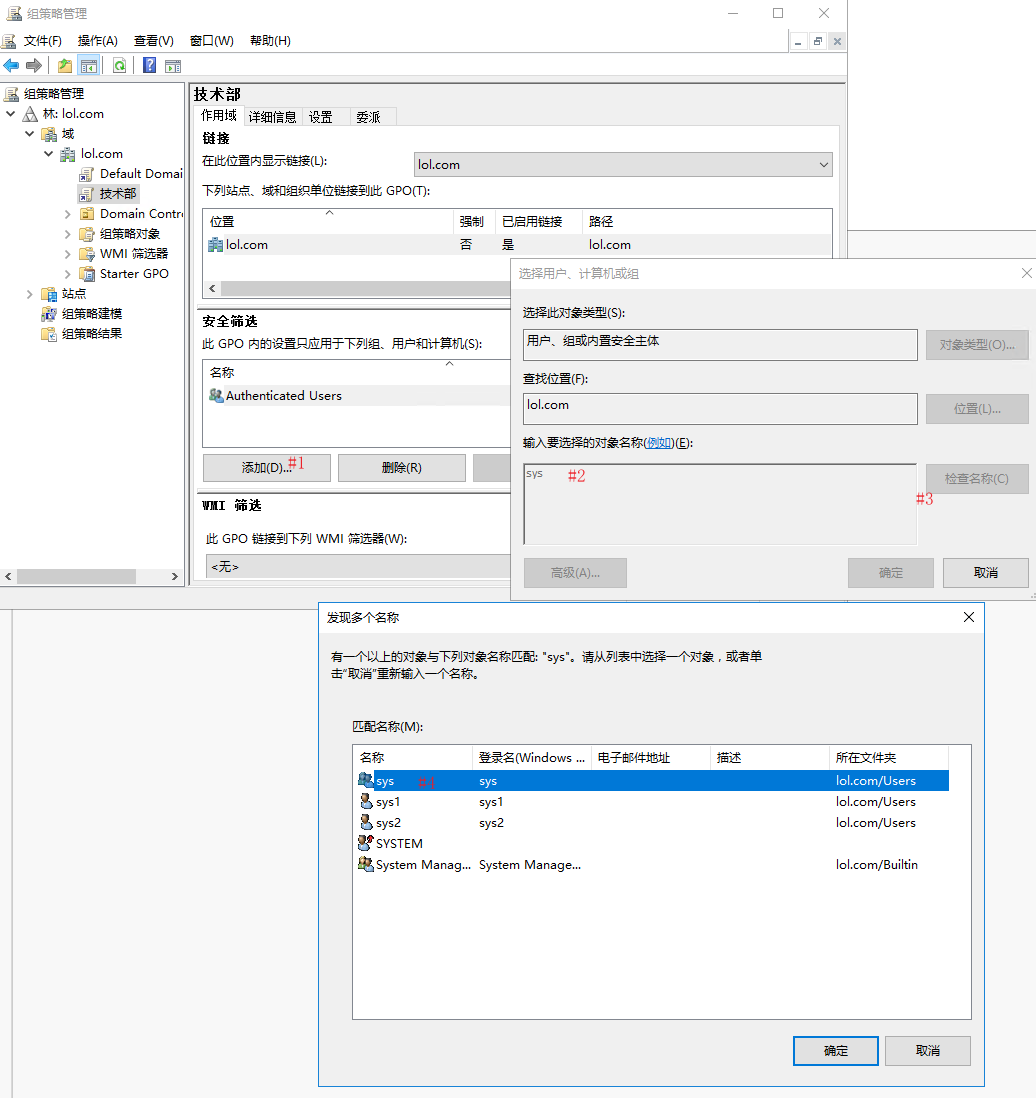 组策略管理
文件(F) 操作(A) 查看(V) 窗口(W) 帮助(H)
组策略管理
林: lol.com
域
lol.com
Default Domai
技术部
Domain Contr
组策略对象
WMI 筛选器
Starter GPO
站点
组策略建模
组策略结果
技术部
作用域 详细信息 设置 委派
链接
在此位置内显示链接(L): lol.com
下列站点、域和组织单位链接到此 GPO(T):
位置 强制 已启用链接 路径
lol.com 否 是 lol.com
安全筛选
此 GPO 内的设置只应用于下列组、用户和计算机(S):
名称
Authenticated Users
添加(D)... #1 删除(R)
WMI 筛选
此 GPO 链接到下列 WMI 筛选器(W):
<无>
选择用户、计算机或组
选择此对象类型(S):
用户、组或内置安全主体 对象类型(O)...
查找位置(F):
lol.com 位置(L)...
输入要选择的对象名称(例如)(E):
sys #2 检查名称(C)
#3
高级(A)... 确定 取消
发现多个名称
有一个以上的对象与下列对象名称匹配: "sys"。请从列表中选择一个对象，或者单
击“取消”重新输入一个名称。
匹配名称(M):
名称 登录名(Windows ... 电子邮件地址 描述 所在文件夹
sys #4 sys lol.com/Users
sys1 sys1 lol.com/Users
sys2 sys2 lol.com/Users
SYSTEM
System Manag... System Manage... lol.com/Builtin
确定 取消